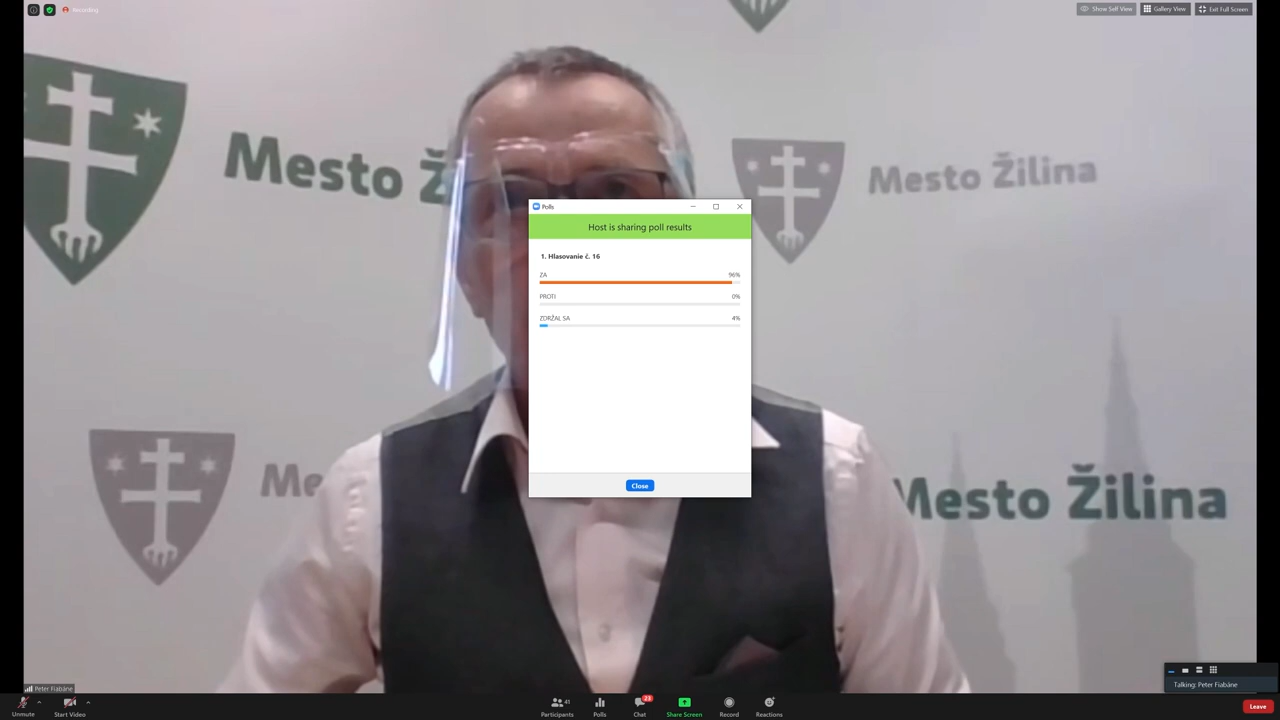 Recording
Show Self View
Gallery View
Exit Full Screen
Mesto Ž
Mesto Žilina
Polls
Host is sharing poll results
1. Hlasovanie č. 16
ZA 96%
PROTI 0%
ZDRŽAL SA 4%
Close
Me
Mesto Žilina
Talking: Peter Fiabáne
Peter Fiabáne
Unmute
Start Video
Participants 41
Polls
Chat 23
Share Screen
Record
Reactions
Leave